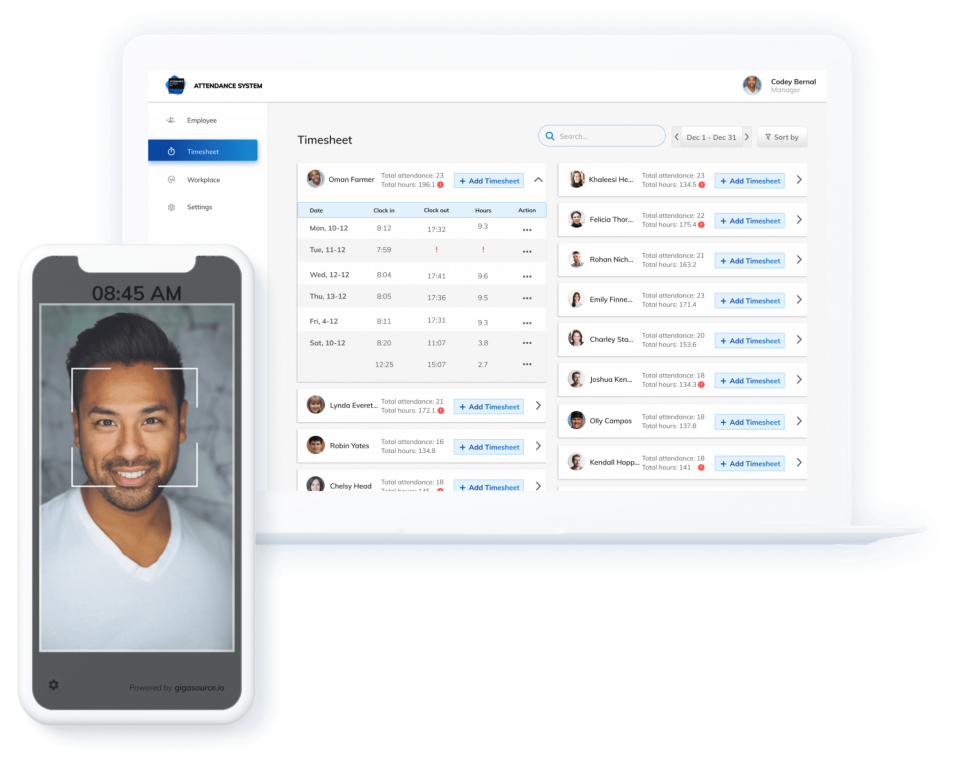 ATTENDANCE SYSTEM
Codey Bernal
Manager
Employee
Timesheet
Workplace
Settings
Timesheet
Search...
Dec 1 - Dec 31
Sort by
Oman Farmer
Total attendance: 23
Total hours: 196.1 !
+ Add Timesheet
Date Clock in Clock out Hours Action
Mon, 10-12 8:12 17:32 9.3 •••
Tue, 11-12 7:59 ! ! •••
Wed, 12-12 8:04 17:41 9.6 •••
Thu, 13-12 8:05 17:36 9.5 •••
Fri, 4-12 8:11 17:31 9.3 •••
Sat, 10-12 8:20 11:07 3.8 •••
12:25 15:07 2.7 •••
Lynda Everet...
Total attendance: 21
Total hours: 172.1 !
+ Add Timesheet
Robin Yates
Total attendance: 16
Total hours: 134.8
+ Add Timesheet
Chelsy Head
Total attendance: 18
Total hours: 145 !
+ Add Timesheet
Khaleesi He...
Total attendance: 23
Total hours: 134.5 !
+ Add Timesheet
Felicia Thor...
Total attendance: 22
Total hours: 175.4 !
+ Add Timesheet
Rohan Nich...
Total attendance: 21
Total hours: 163.2
+ Add Timesheet
Emily Finne...
Total attendance: 23
Total hours: 171.4
+ Add Timesheet
Charley Sta...
Total attendance: 20
Total hours: 153.6
+ Add Timesheet
Joshua Ken...
Total attendance: 18
Total hours: 134.3 !
+ Add Timesheet
Olly Campos
Total attendance: 18
Total hours: 137.8
+ Add Timesheet
Kendall Hopp...
Total attendance: 18
Total hours: 141 !
+ Add Timesheet
08:45 AM
Powered by gigasource.io